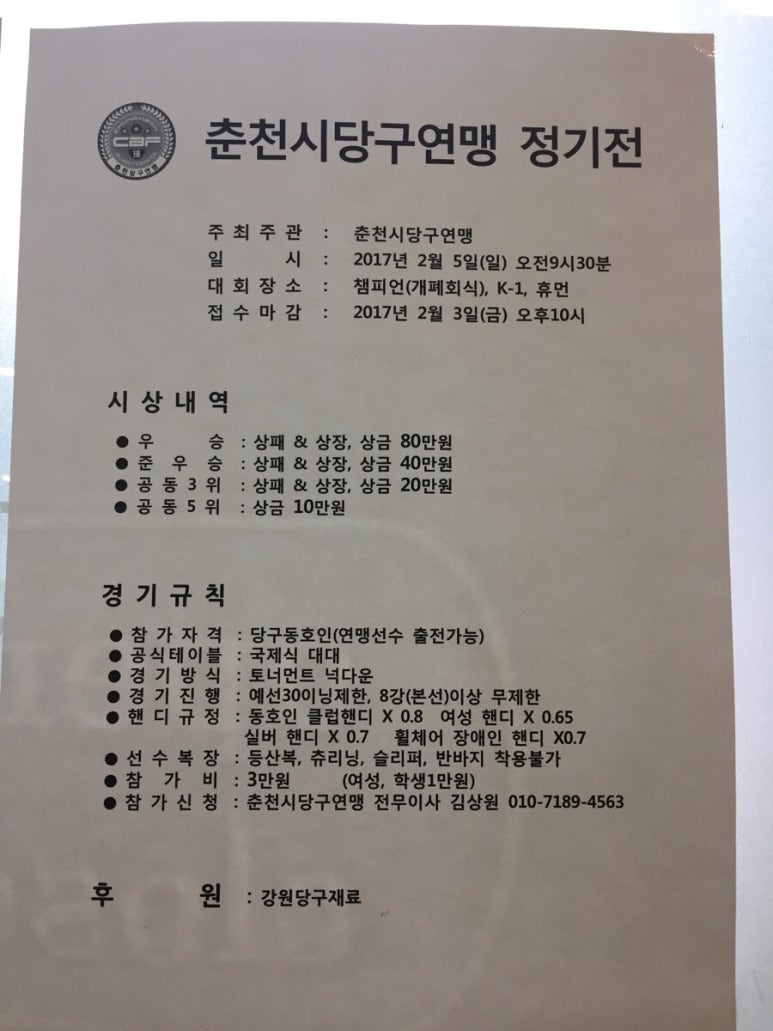 CBF
춘천당구연맹
춘천시당구연맹 정기전
주 최 주 관 : 춘천시당구연맹
일 시 : 2017년 2월 5일(일) 오전9시30분
대 회 장 소 : 챔피언(개폐회식), K-1, 휴먼
접 수 마 감 : 2017년 2월 3일(금) 오후10시
시 상 내 역
● 우 승 : 상패 & 상장, 상금 80만원
● 준 우 승 : 상패 & 상장, 상금 40만원
● 공 동 3 위 : 상패 & 상장, 상금 20만원
● 공 동 5 위 : 상금 10만원
경 기 규 칙
● 참 가 자 격 : 당구동호인(연맹선수 출전가능)
● 공식테이블 : 국제식 대대
● 경 기 방 식 : 토너먼트 넉다운
● 경 기 진 행 : 예선30이닝제한, 8강(본선)이상 무제한
● 핸 디 규 정 : 동호인 클럽핸디 X 0.8 여성 핸디 X 0.65
실버 핸디 X 0.7 휠체어 장애인 핸디 X0.7
● 선 수 복 장 : 등산복, 츄리닝, 슬리퍼, 반바지 착용불가
● 참 가 비 : 3만원 (여성, 학생1만원)
● 참 가 신 청 : 춘천시당구연맹 전무이사 김상원 010-7189-4563
후 원 : 강원당구재료